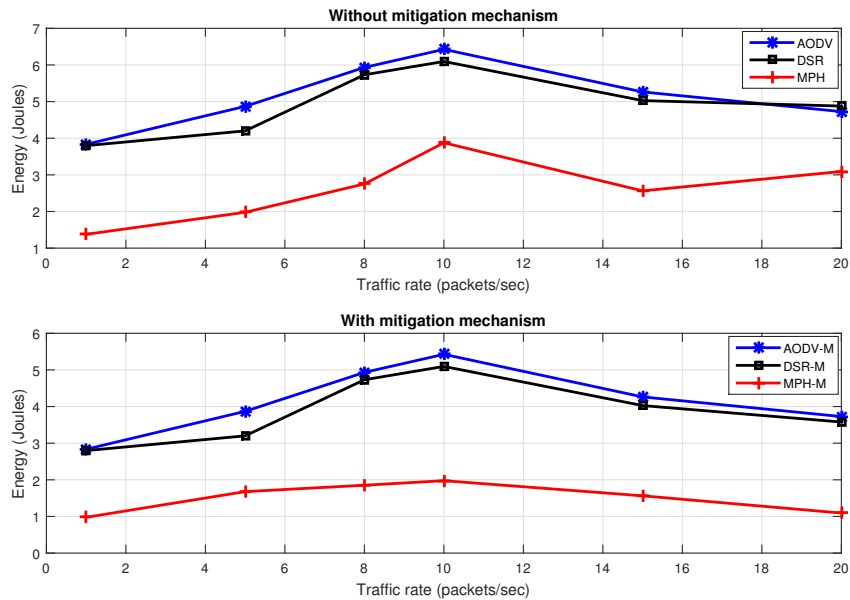 Without mitigation mechanism
7
6
5
4
3
2
1
Energy (Joules)
AODV
DSR
MPH
0 2 4 6 8 10 12 14 16 18 20
Traffic rate (packets/sec)
With mitigation mechanism
6
5
4
3
2
1
0
Energy (Joules)
AODV-M
DSR-M
MPH-M
0 2 4 6 8 10 12 14 16 18 20
Traffic rate (packets/sec)